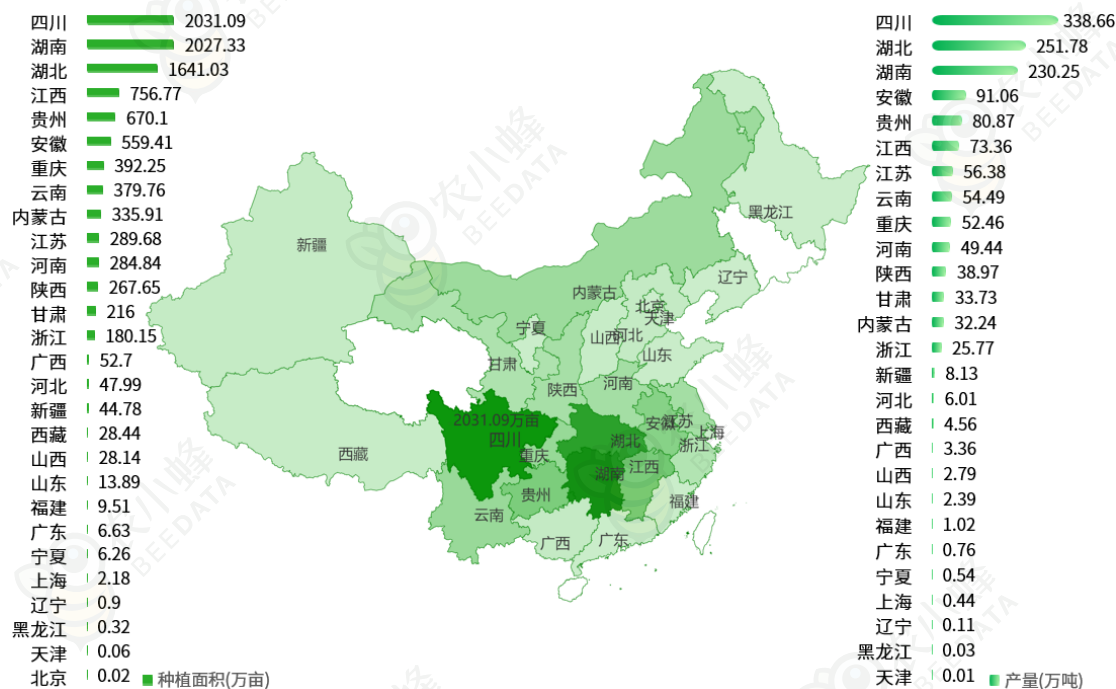 四川 2031.09
湖南 2027.33
湖北 1641.03
江西 756.77
贵州 670.1
安徽 559.41
重庆 392.25
云南 379.76
内蒙古 335.91
江苏 289.68
河南 284.84
陕西 267.65
甘肃 216
浙江 180.15
广西 52.7
河北 47.99
新疆 44.78
西藏 28.44
山西 28.14
山东 13.89
福建 9.51
广东 6.63
宁夏 6.26
上海 2.18
辽宁 0.9
黑龙江 0.32
天津 0.06
北京 0.02
种植面积(万亩)
黑龙江
新疆
辽宁
内蒙古
北京
天津
宁夏
山西
河北
山东
甘肃
河南
陕西
2031.09万亩
四川
安徽
江苏
上海
湖北
浙江
西藏
重庆
湖南
江西
贵州
福建
云南
广西
广东
四川 338.66
湖北 251.78
湖南 230.25
安徽 91.06
贵州 80.87
江西 73.36
江苏 56.38
云南 54.49
重庆 52.46
河南 49.44
陕西 38.97
甘肃 33.73
内蒙古 32.24
浙江 25.77
新疆 8.13
河北 6.01
西藏 4.56
广西 3.36
山西 2.79
山东 2.39
福建 1.02
广东 0.76
宁夏 0.54
上海 0.44
辽宁 0.11
黑龙江 0.03
天津 0.01
产量(万吨)
农小蜂
BEEDATA